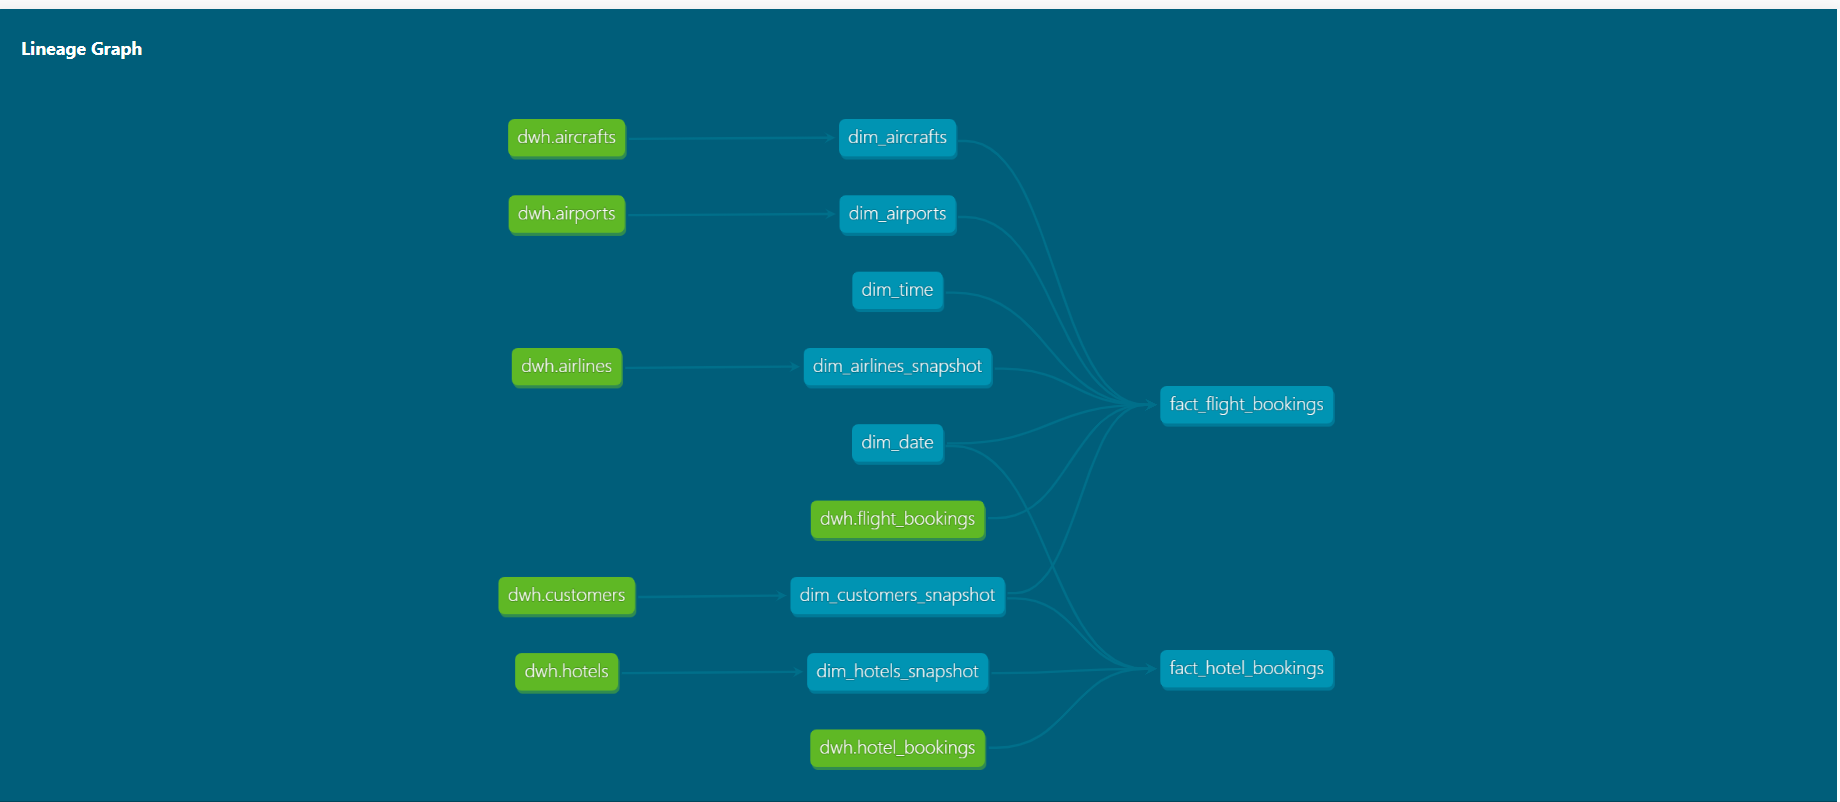 Lineage Graph
dwh.aircrafts
dim_aircrafts
dwh.airports
dim_airports
dim_time
dwh.airlines
dim_airlines_snapshot
fact_flight_bookings
dim_date
dwh.flight_bookings
dwh.customers
dim_customers_snapshot
dwh.hotels
dim_hotels_snapshot
fact_hotel_bookings
dwh.hotel_bookings